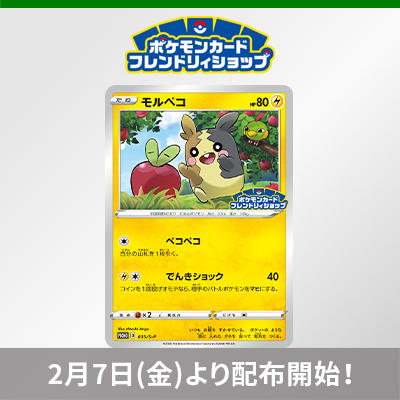 ポケモンカード
フレンドリィショップ
たね
モルペコ
HP80
ポケモンカード
フレンドリィショップ
ペコペコ
自分の山札を1枚引く。
でんきショック 40
コインを1回投げオモテなら、相手のバトルポケモンをマヒにする。
×2
PROMO 035/S-P
2月7日(金)より配布開始!